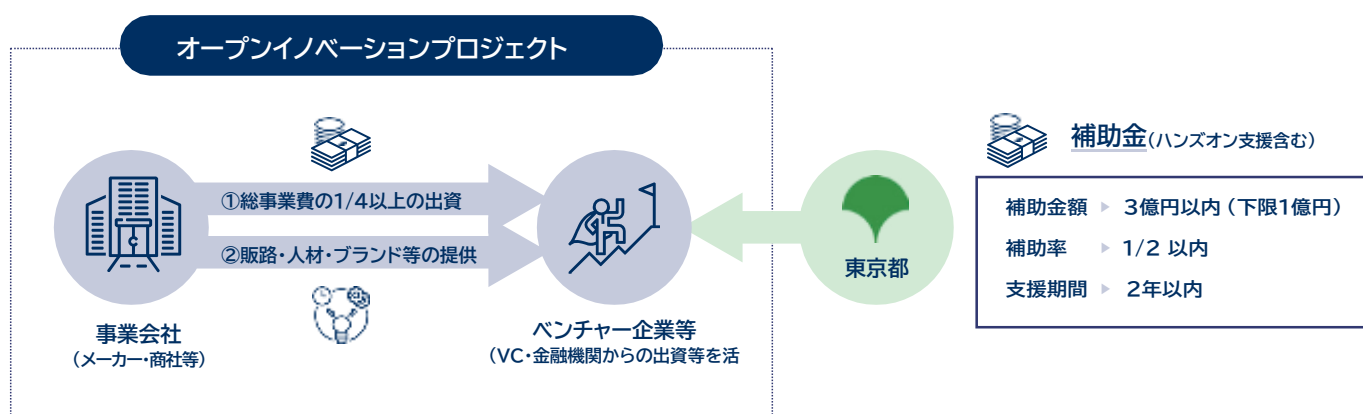 オープンイノベーションプロジェクト
①総事業費の1/4以上の出資
②販路・人材・ブランド等の提供
事業会社
（メーカー・商社等）
ベンチャー企業等
（VC・金融機関からの出資等を活
東京都
補助金（ハンズオン支援含む）
補助金額 ▶ 3億円以内（下限1億円）
補助率 ▶ 1/2 以内
支援期間 ▶ 2年以内